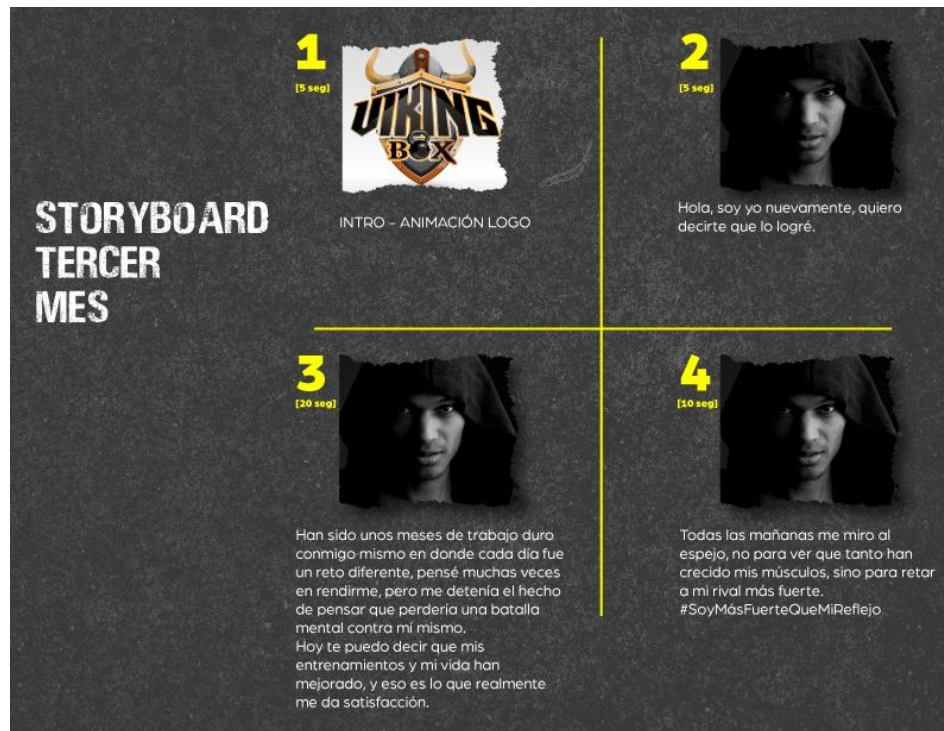 STORYBOARD
TERCER
MES
1
[5 seg]
VIKING
BOX
INTRO - ANIMACIÓN LOGO
2
[5 seg]
Hola, soy yo nuevamente, quiero
decirte que lo logré.
3
[20 seg]
Han sido unos meses de trabajo duro
conmigo mismo en donde cada día fue
un reto diferente, pensé muchas veces
en rendirme, pero me detenía el hecho
de pensar que perdería una batalla
mental contra mí mismo.
Hoy te puedo decir que mis
entrenamientos y mi vida han
mejorado, y eso es lo que realmente
me da satisfacción.
4
[10 seg]
Todas las mañanas me miro al
espejo, no para ver que tanto han
crecido mis músculos, sino para retar
a mi rival más fuerte.
#SoyMásFuerteQueMiReflejo